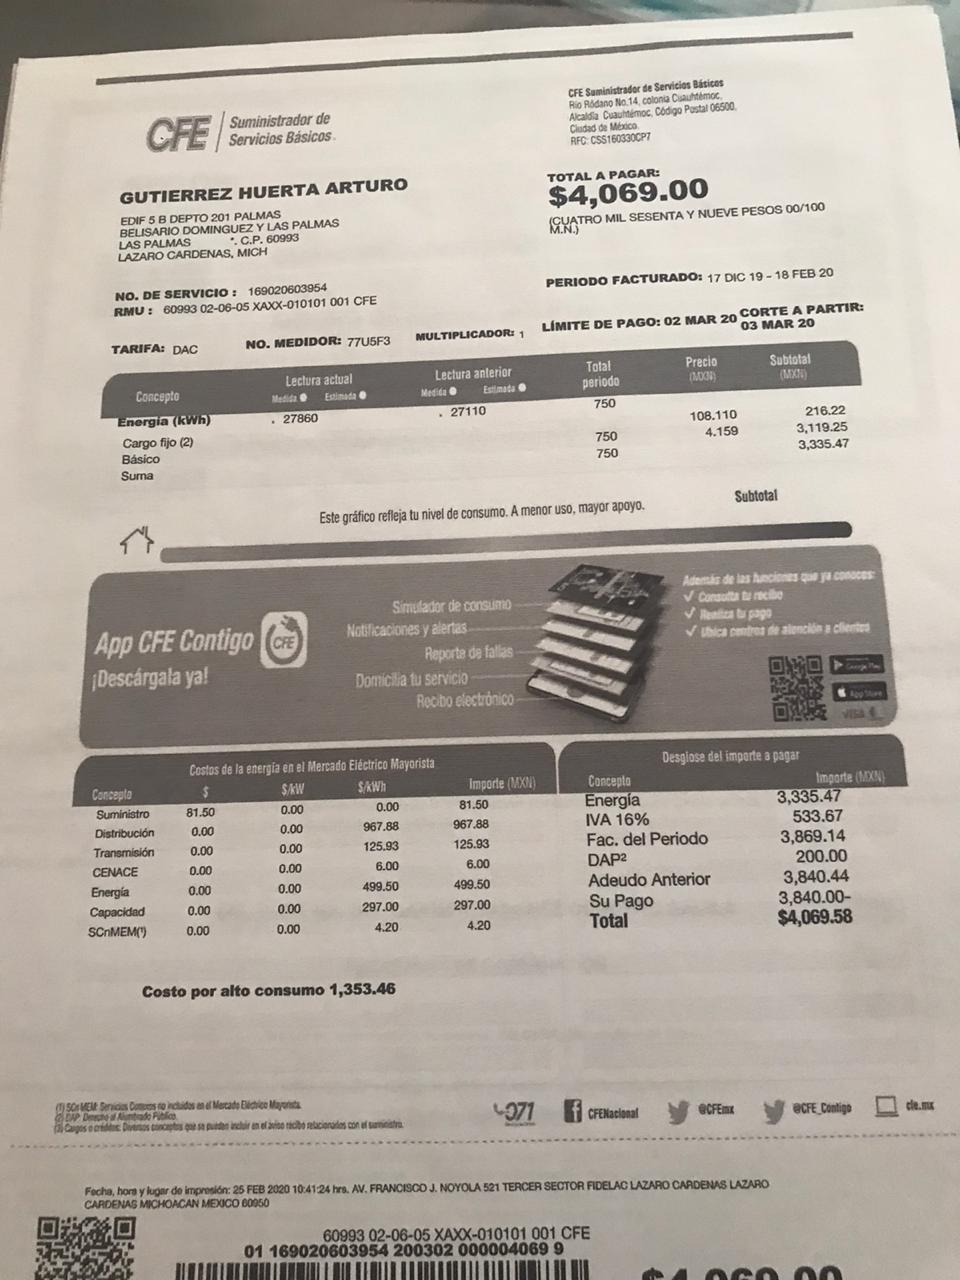 CFE
Suministrador de
Servicios Básicos
CFE Suministrador de Servicios Básicos
Río Ródano No.14, colonia Cuauhtémoc,
Alcaldía Cuauhtémoc, Código Postal 06500,
Ciudad de México.
RFC: CSS160330CP7
GUTIERREZ HUERTA ARTURO
EDIF 5 B DEPTO 201 PALMAS
BELISARIO DOMINGUEZ Y LAS PALMAS
LAS PALMAS *. C.P. 60993
LAZARO CARDENAS, MICH
TOTAL A PAGAR:
$4,069.00
(CUATRO MIL SESENTA Y NUEVE PESOS 00/100
M.N.)
NO. DE SERVICIO : 169020603954
RMU : 60993 02-06-05 XAXX-010101 001 CFE
PERIODO FACTURADO: 17 DIC 19 - 18 FEB 20
TARIFA: DAC NO. MEDIDOR: 77U5F3 MULTIPLICADOR: 1 LÍMITE DE PAGO: 02 MAR 20 CORTE A PARTIR:
03 MAR 20
Concepto Lectura actual Lectura anterior Total periodo Precio (MXN) Subtotal (MXN)
Medida Estimada Medida Estimada
Energía (kWh) . 27860 . 27110 750
Cargo fijo (2) 108.110 216.22
Básico 750 4.159 3,119.25
Suma 750 3,335.47
Subtotal
Este gráfico refleja tu nivel de consumo. A menor uso, mayor apoyo.
App CFE Contigo
¡Descárgala ya!
CFE
Simulador de consumo
Notificaciones y alertas
Reporte de fallas
Domicilia tu servicio
Recibo electrónico
Además de las funciones que ya conoces:
✓ Consulta tu recibo
✓ Realiza tu pago
✓ Ubica centros de atención a clientes
Google Play
App Store
VISA
Costos de la energía en el Mercado Eléctrico Mayorista
Concepto $ $/kW $/kWh Importe (MXN)
Suministro 81.50 0.00 0.00 81.50
Distribución 0.00 0.00 967.88 967.88
Transmisión 0.00 0.00 125.93 125.93
CENACE 0.00 0.00 6.00 6.00
Energía 0.00 0.00 499.50 499.50
Capacidad 0.00 0.00 297.00 297.00
SCnMEM(¹) 0.00 0.00 4.20 4.20
Desglose del importe a pagar
Concepto Importe (MXN)
Energía 3,335.47
IVA 16% 533.67
Fac. del Periodo 3,869.14
DAP² 200.00
Adeudo Anterior 3,840.44
Su Pago 3,840.00-
Total $4,069.58
Costo por alto consumo 1,353.46
(1) SCnMEM: Servicios Conexos no incluidos en el Mercado Eléctrico Mayorista.
(2) DAP: Derecho al Alumbrado Público.
(3) Cargos o créditos: Diversos conceptos que se pueden incluir en el aviso recibo relacionados con el suministro.
071 CFENacional @CFEmx @CFE_Contigo cfe.mx
Fecha, hora y lugar de impresión: 25 FEB 2020 10:41:24 hrs. AV. FRANCISCO J. NOYOLA 521 TERCER SECTOR FIDELAC LAZARO CARDENAS LAZARO
CARDENAS MICHOACAN MEXICO 60950
60993 02-06-05 XAXX-010101 001 CFE
01 169020603954 200302 000004069 9
$4,069.00